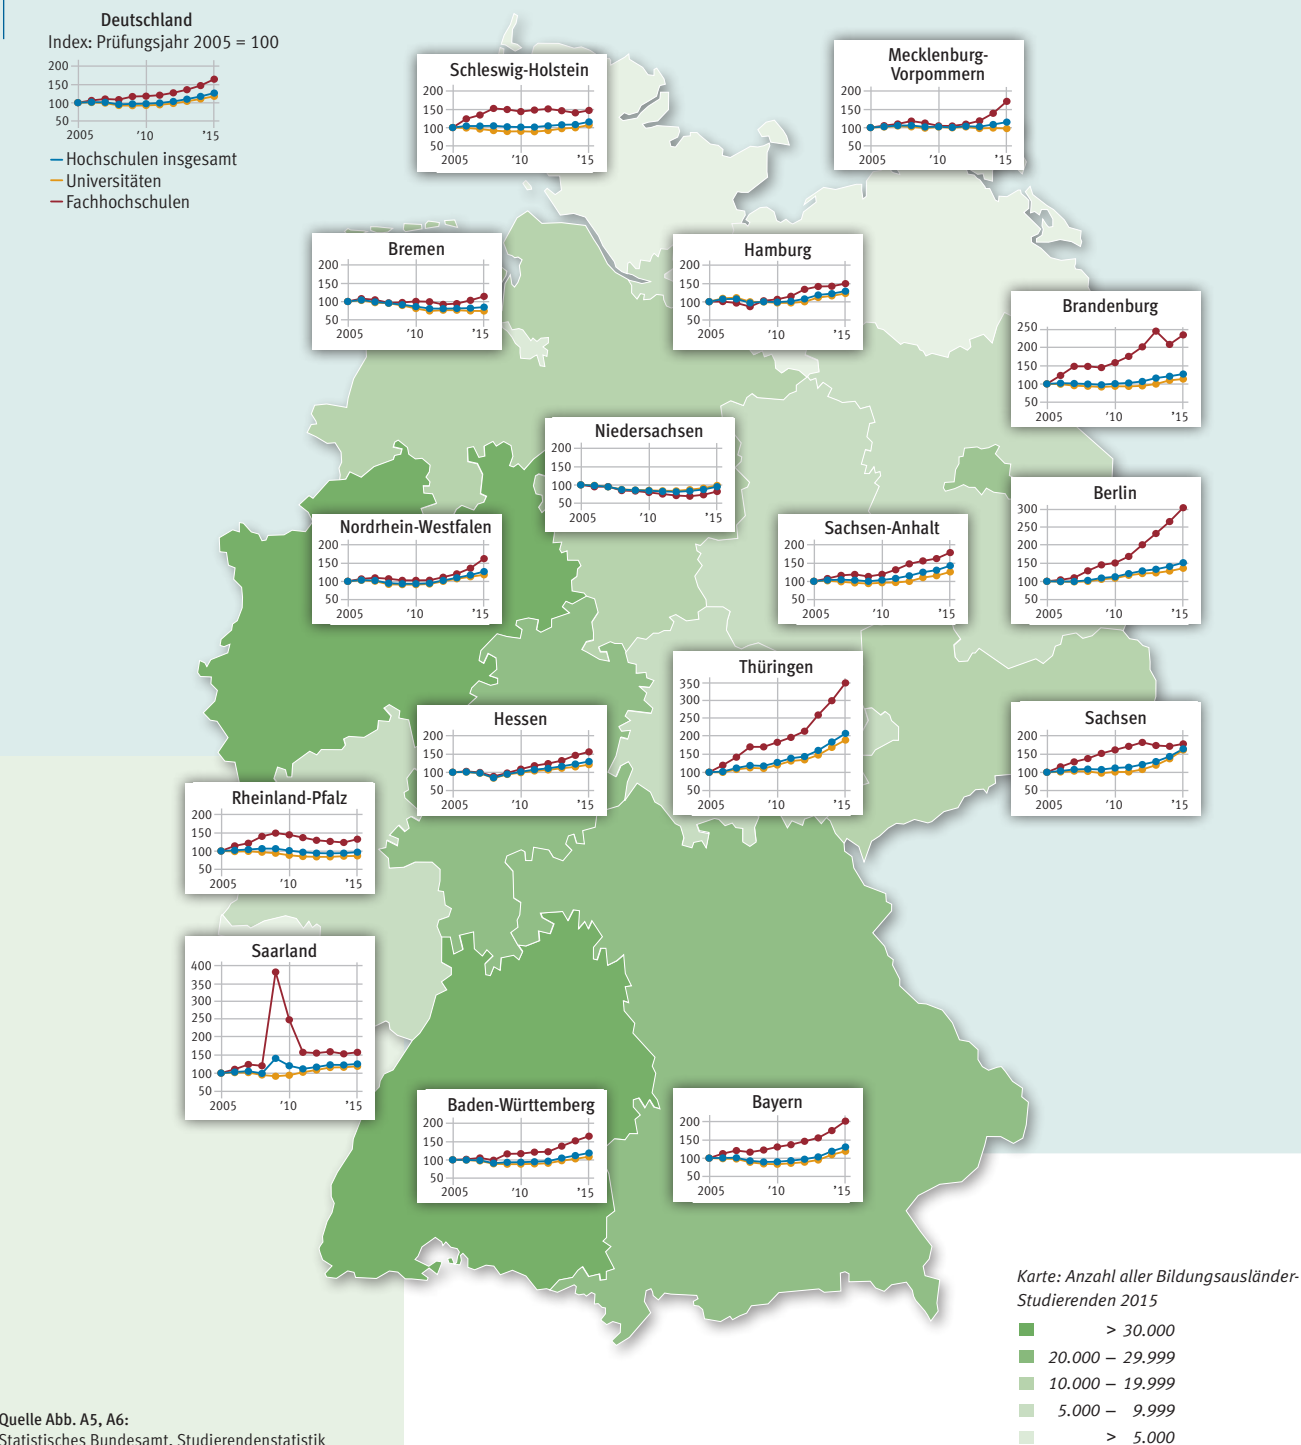 Deutschland
Index: Prüfungsjahr 2005 = 100
200
150
100
50
2005 '10 '15
Hochschulen insgesamt
Universitäten
Fachhochschulen
Schleswig-Holstein
200
150
100
50
2005 '10 '15
Mecklenburg-
Vorpommern
200
150
100
50
2005 '10 '15
Bremen
200
150
100
50
2005 '10 '15
Hamburg
200
150
100
50
2005 '10 '15
Brandenburg
250
200
150
100
50
2005 '10 '15
Niedersachsen
200
150
100
50
2005 '10 '15
Berlin
300
250
200
150
100
50
2005 '10 '15
Nordrhein-Westfalen
200
150
100
50
2005 '10 '15
Sachsen-Anhalt
200
150
100
50
2005 '10 '15
Thüringen
350
300
250
200
150
100
50
2005 '10 '15
Hessen
200
150
100
50
2005 '10 '15
Sachsen
200
150
100
50
2005 '10 '15
Rheinland-Pfalz
200
150
100
50
2005 '10 '15
Saarland
400
350
300
250
200
150
100
50
2005 '10 '15
Baden-Württemberg
200
150
100
50
2005 '10 '15
Bayern
200
150
100
50
2005 '10 '15
Karte: Anzahl aller Bildungsausländer-
Studierenden 2015
> 30.000
20.000 – 29.999
10.000 – 19.999
5.000 – 9.999
> 5.000
Quelle Abb. A5, A6:
Statistisches Bundesamt, Studierendenstatistik